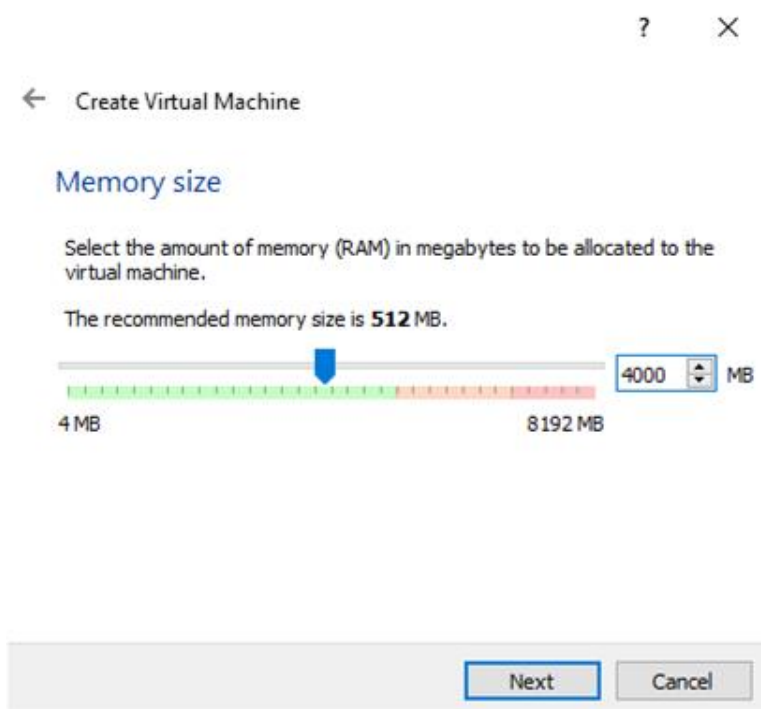 ?
Create Virtual Machine
Memory size
Select the amount of memory (RAM) in megabytes to be allocated to the
virtual machine.
The recommended memory size is 512 MB.
4000 MB
4 MB 8192 MB
Next Cancel